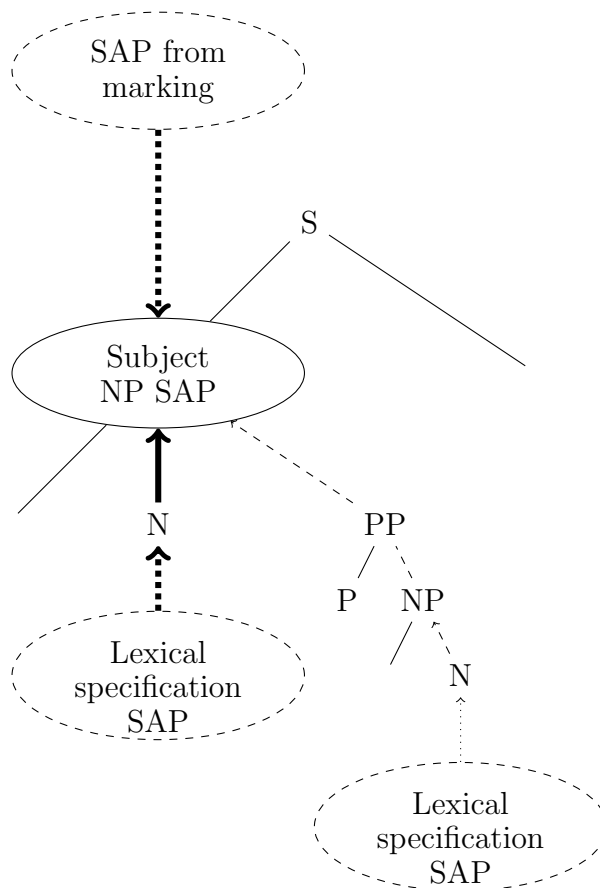 SAP from
marking
S
Subject
NP SAP
N
PP
P
NP
Lexical
specification
SAP
N
Lexical
specification
SAP